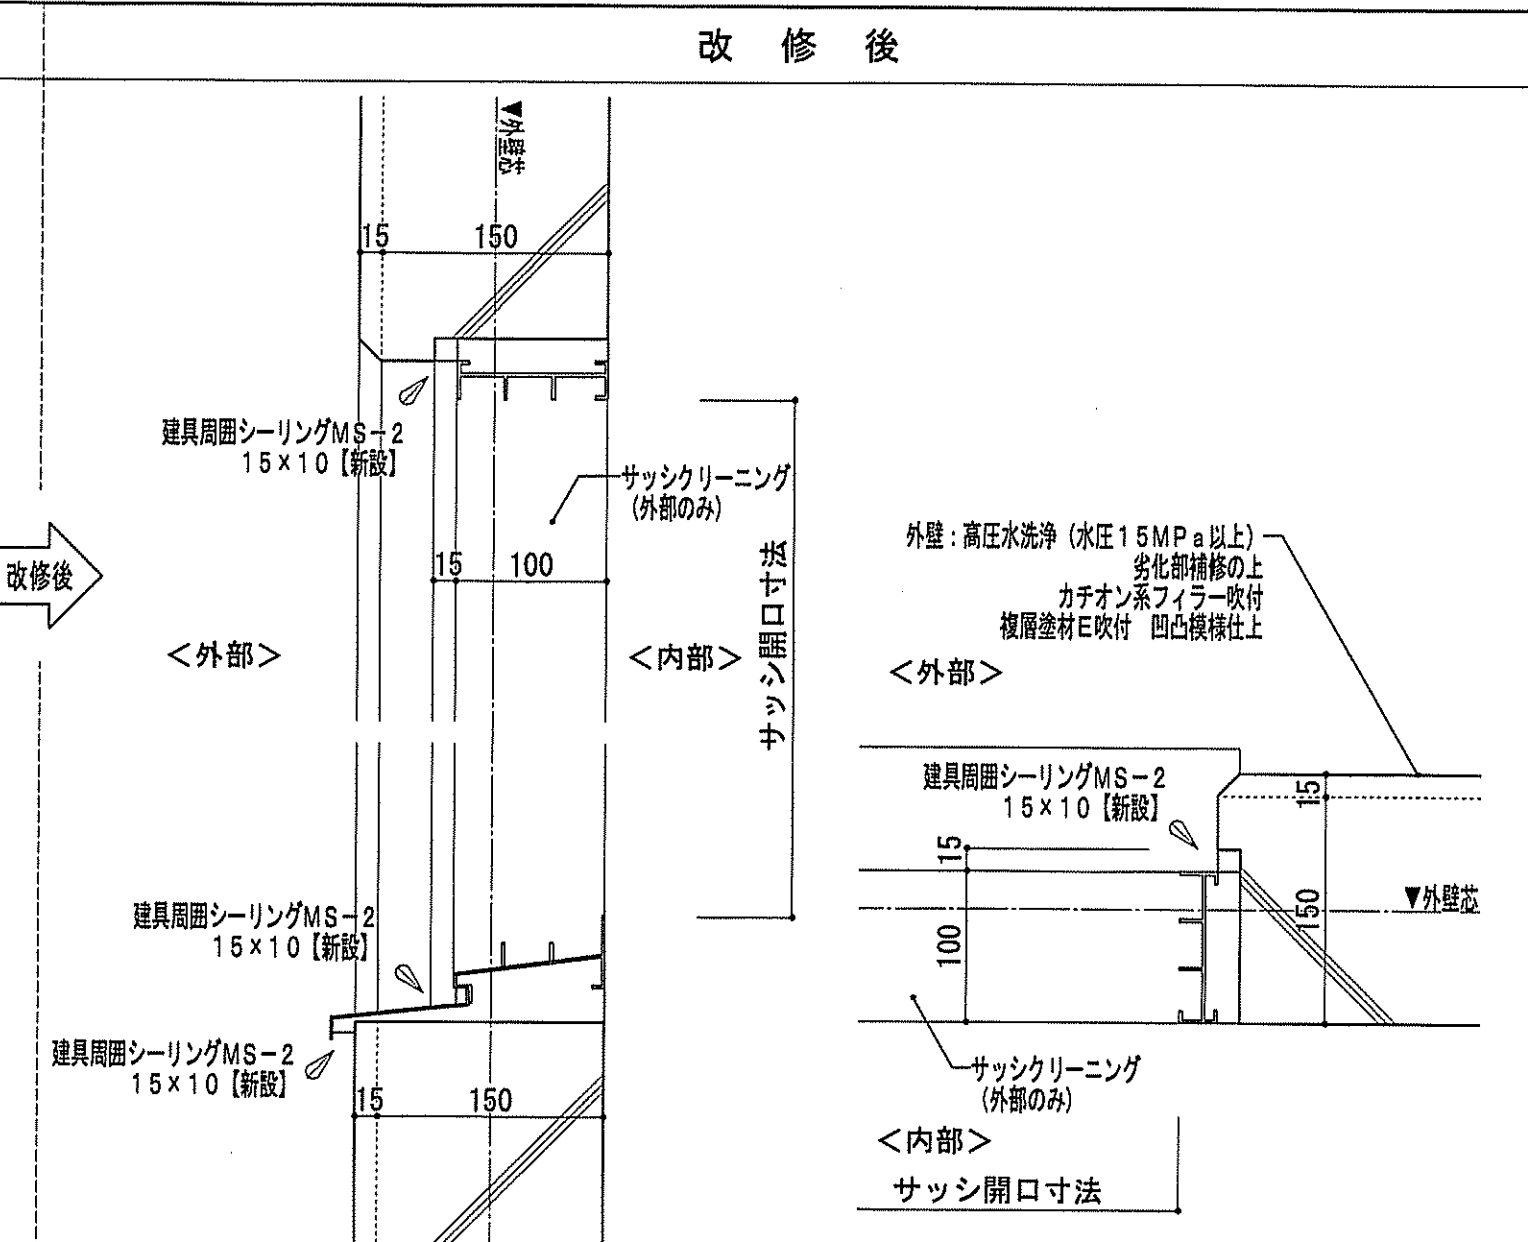 改修後
▼外壁芯
15 150
建具周囲シーリングMS-2
15×10【新設】
サッシクリーニング
(外部のみ)
15 100
改修後
<外部>
<内部>
サッシ開口寸法
建具周囲シーリングMS-2
15×10【新設】
建具周囲シーリングMS-2
15×10【新設】
15 150
外壁:高圧水洗浄(水圧15MPa以上)
劣化部補修の上
カチオン系フィラー吹付
複層塗材E吹付 凹凸模様仕上
<外部>
建具周囲シーリングMS-2
15×10【新設】
15
15
100
150
▼外壁芯
サッシクリーニング
(外部のみ)
<内部>
サッシ開口寸法